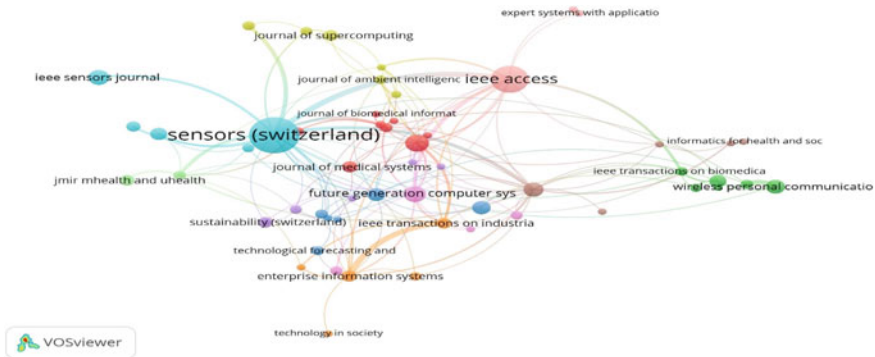 expert systems with applicatio
journal of supercomputing
ieee sensors journal
journal of ambient intelligenc
ieee access
journal of biomedical informat
sensors (switzerland)
informatics for health and soc
journal of medical systems
ieee transactions on biomedica
jmir mhealth and uhealth
future generation computer sys
wireless personal communicatio
sustainability (switzerland)
ieee transactions on industria
technological forecasting and
enterprise information systems
technology in society
VOSviewer